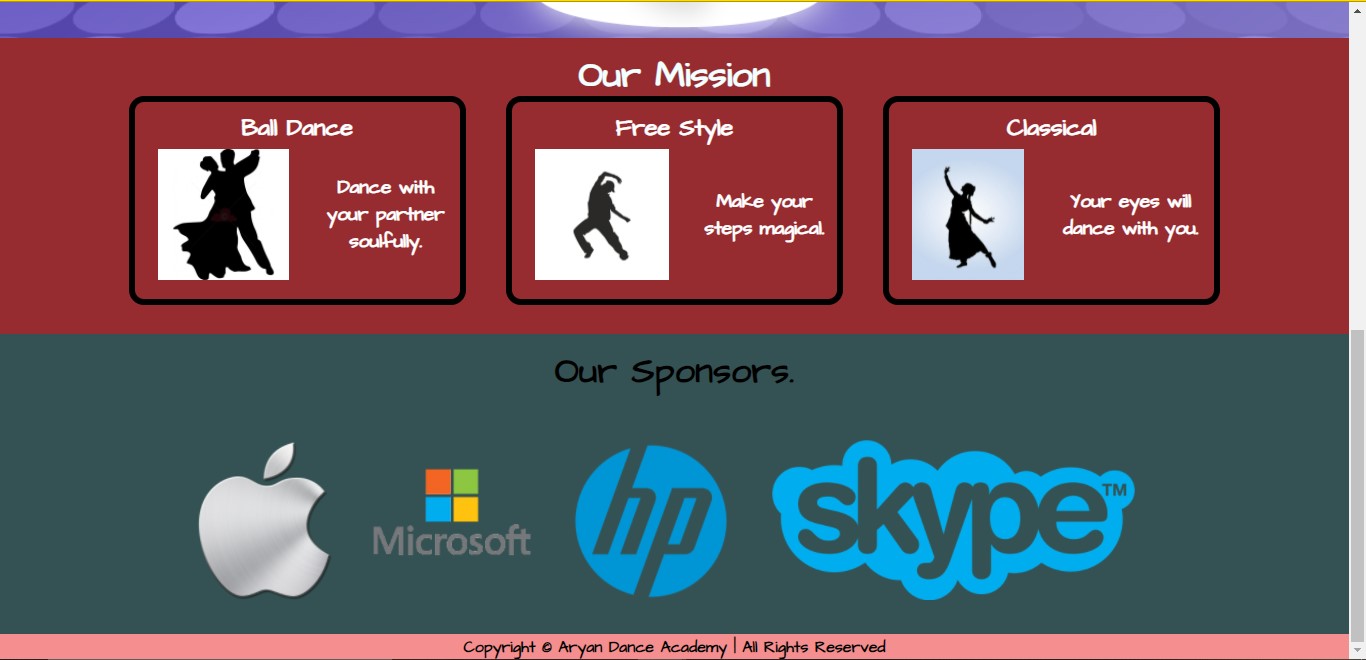 Our Mission
Ball Dance
Dance with
your partner
soulfully.
Free Style
Make your
steps magical.
Classical
Your eyes will
dance with you.
Our Sponsors.
Microsoft
hp
skype™
Copyright © Aryan Dance Academy | All Rights Reserved